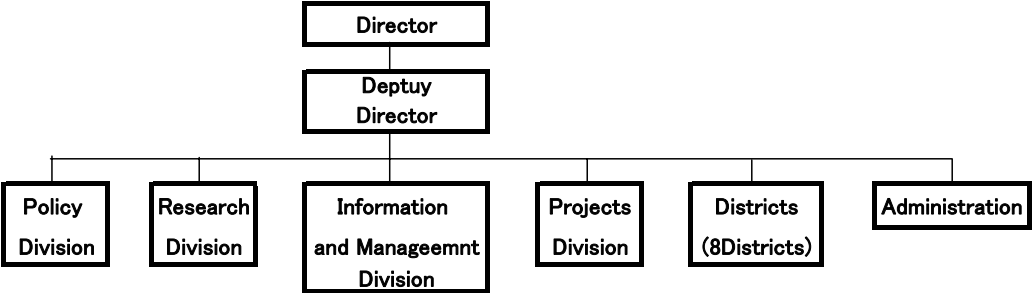 Director
Deptuy
Director
Policy
Division
Research
Division
Information
and Manageemnt
Division
Projects
Division
Districts
(8Districts)
Administration